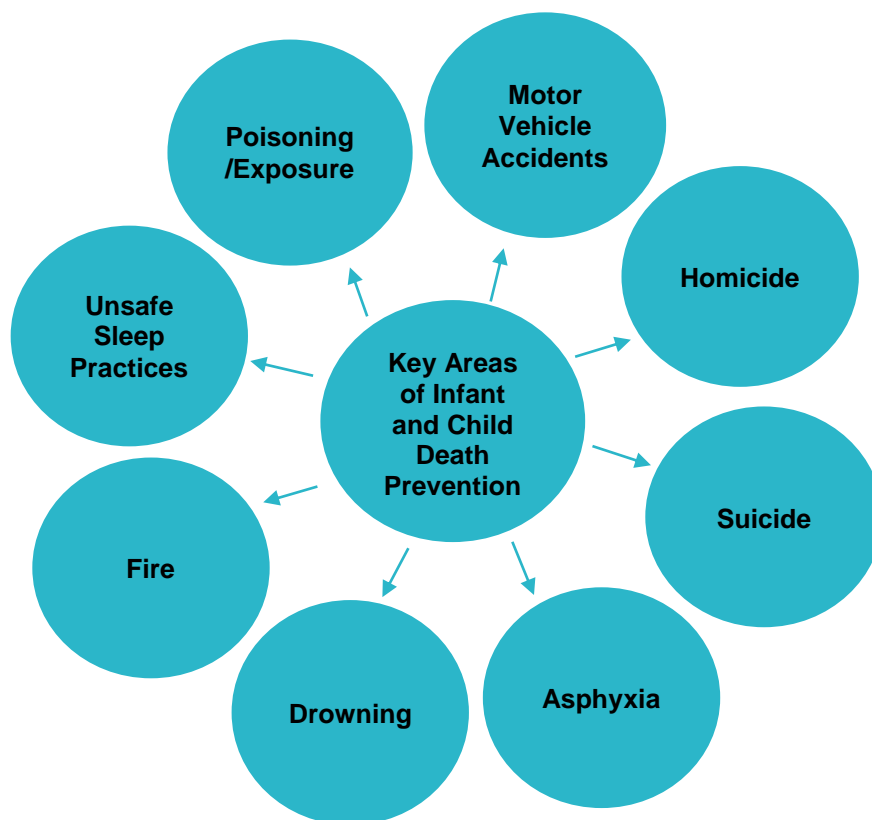 Motor
Vehicle
Accidents
Poisoning
/Exposure
Homicide
Unsafe
Sleep
Practices
Key Areas
of Infant
and Child
Death
Prevention
Suicide
Fire
Asphyxia
Drowning